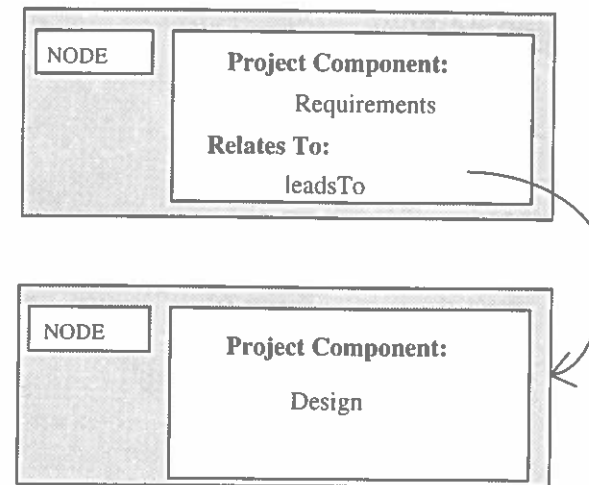 NODE
Project Component:
Requirements
Relates To:
leadsTo
NODE
Project Component:
Design